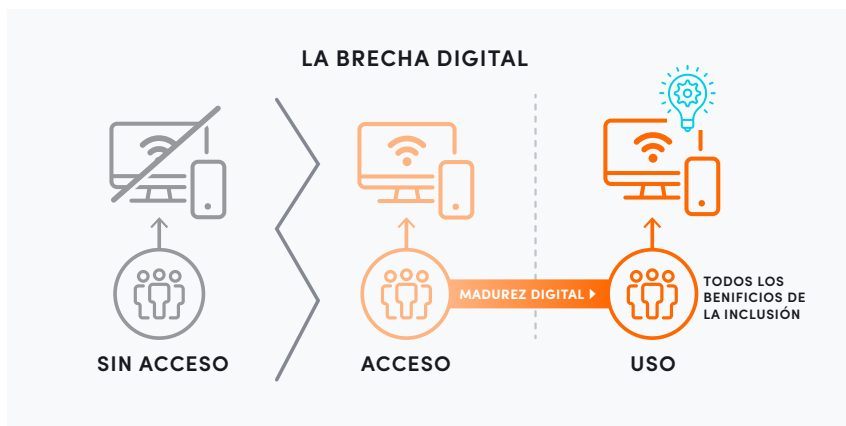 LA BRECHA DIGITAL
MADUREZ DIGITAL
TODOS LOS
BENIFICIOS DE
LA INCLUSIÓN
SIN ACCESO
ACCESO
USO